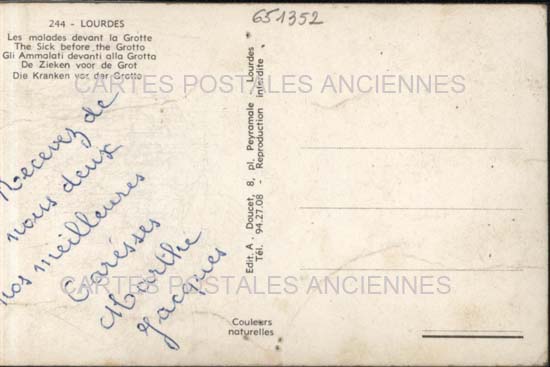 651352
244 - LOURDES
Les malades devant la Grotte
The Sick before the Grotto
Gli Ammalati devanti alla Grotta
De Zieken voor de Grot
Die Kranken vor der Grotte
CARTES POSTALES ANCIENNES
Recevez de
nous deux
nos meilleures
Caresses
Marthe
Jacques
Edit. A. Doucet, 8, pl. Peyramale - Lourdes
Tél. 94.27.08 - Reproduction interdite
CARTES POSTALES ANCIENNES
Couleurs
naturelles